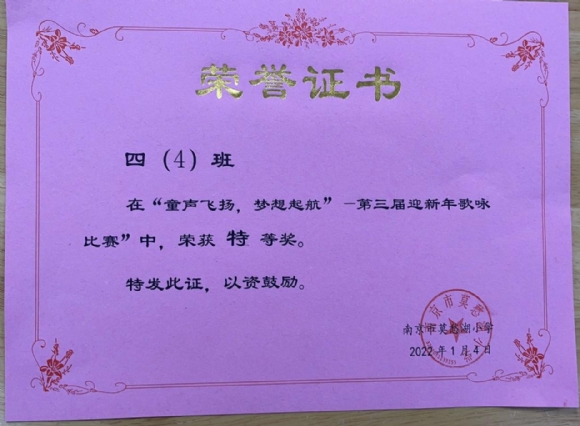 荣誉证书
四（4）班
在“童声飞扬，梦想起航”—第三届迎新年歌咏
比赛”中，荣获 特 等奖。
特发此证，以资鼓励。
南京市莫愁湖小学
2022年1月4日